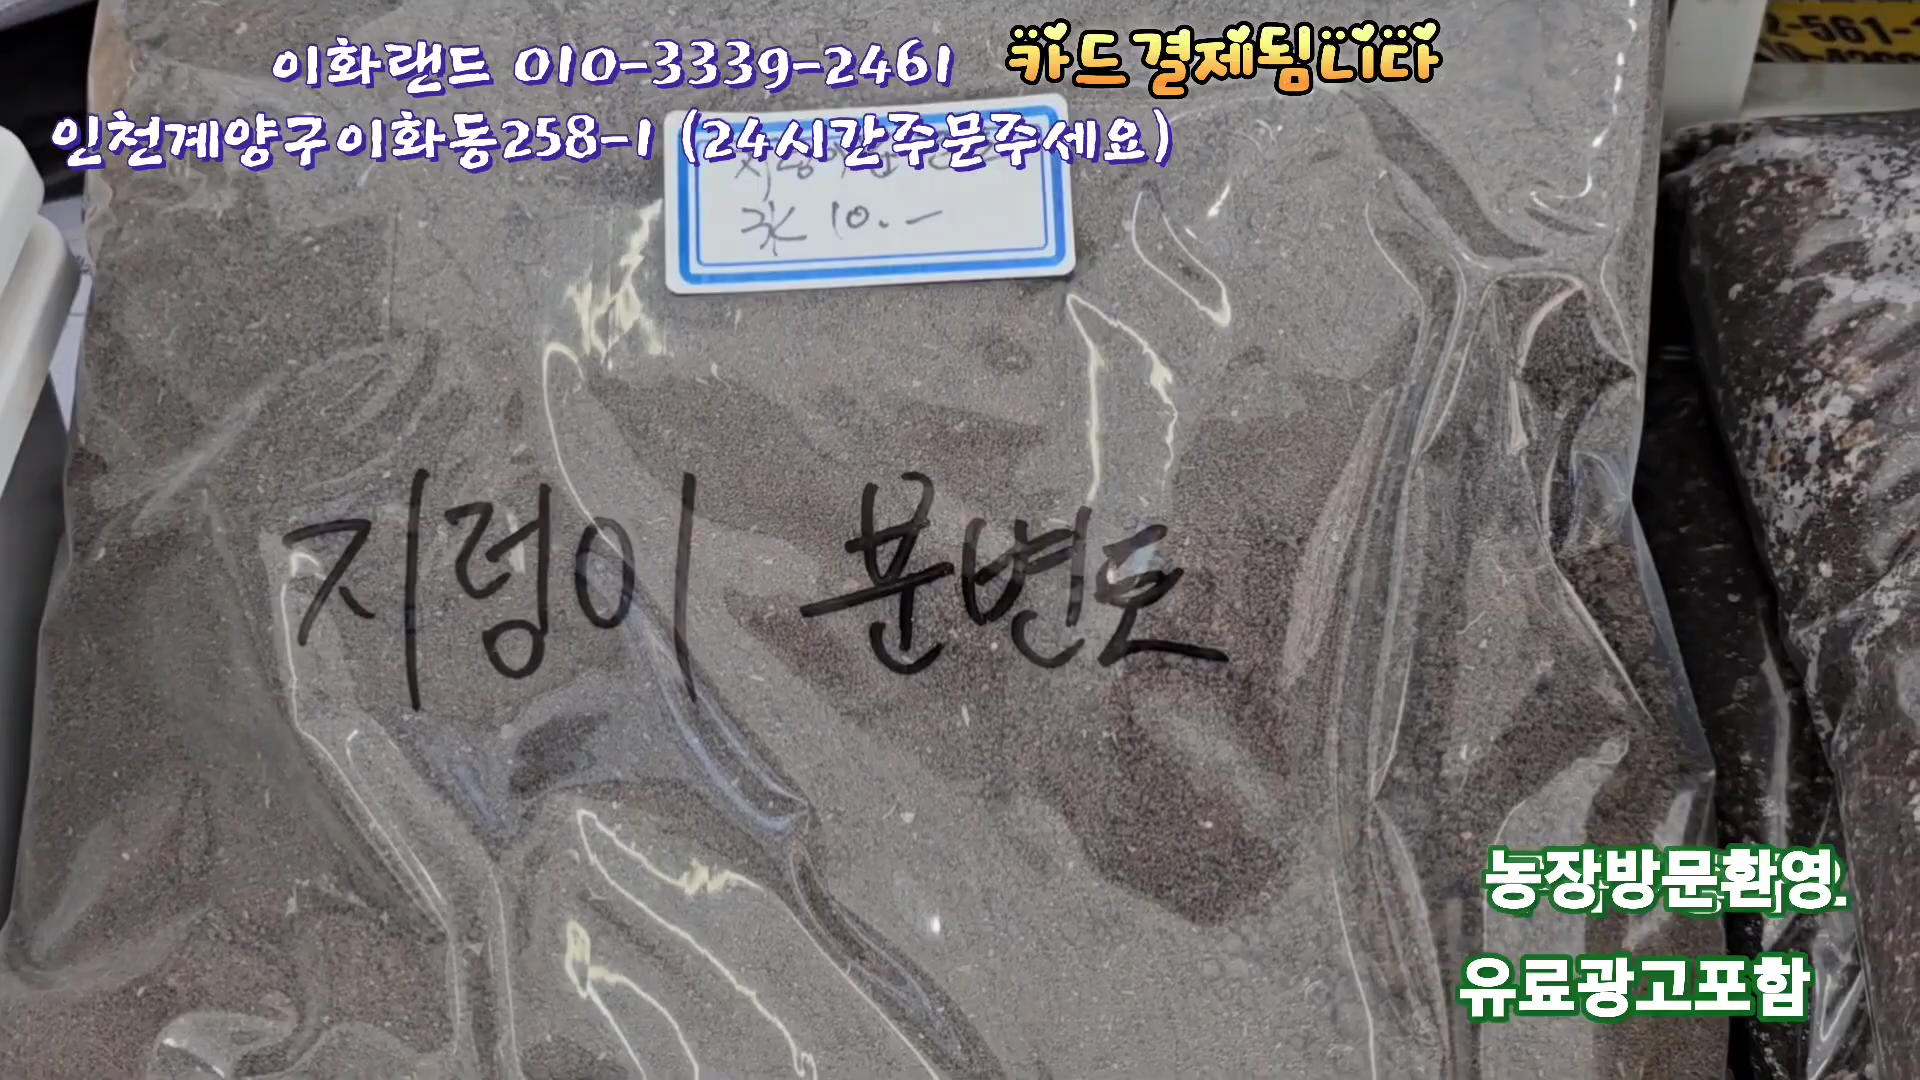 이화랜드 010-3339-2461 카드결제됩니다
인천계양구이화동258-1 (24시간주문주세요)
10.-
지렁이 분변토
농장방문환영
유료광고포함
2-561-